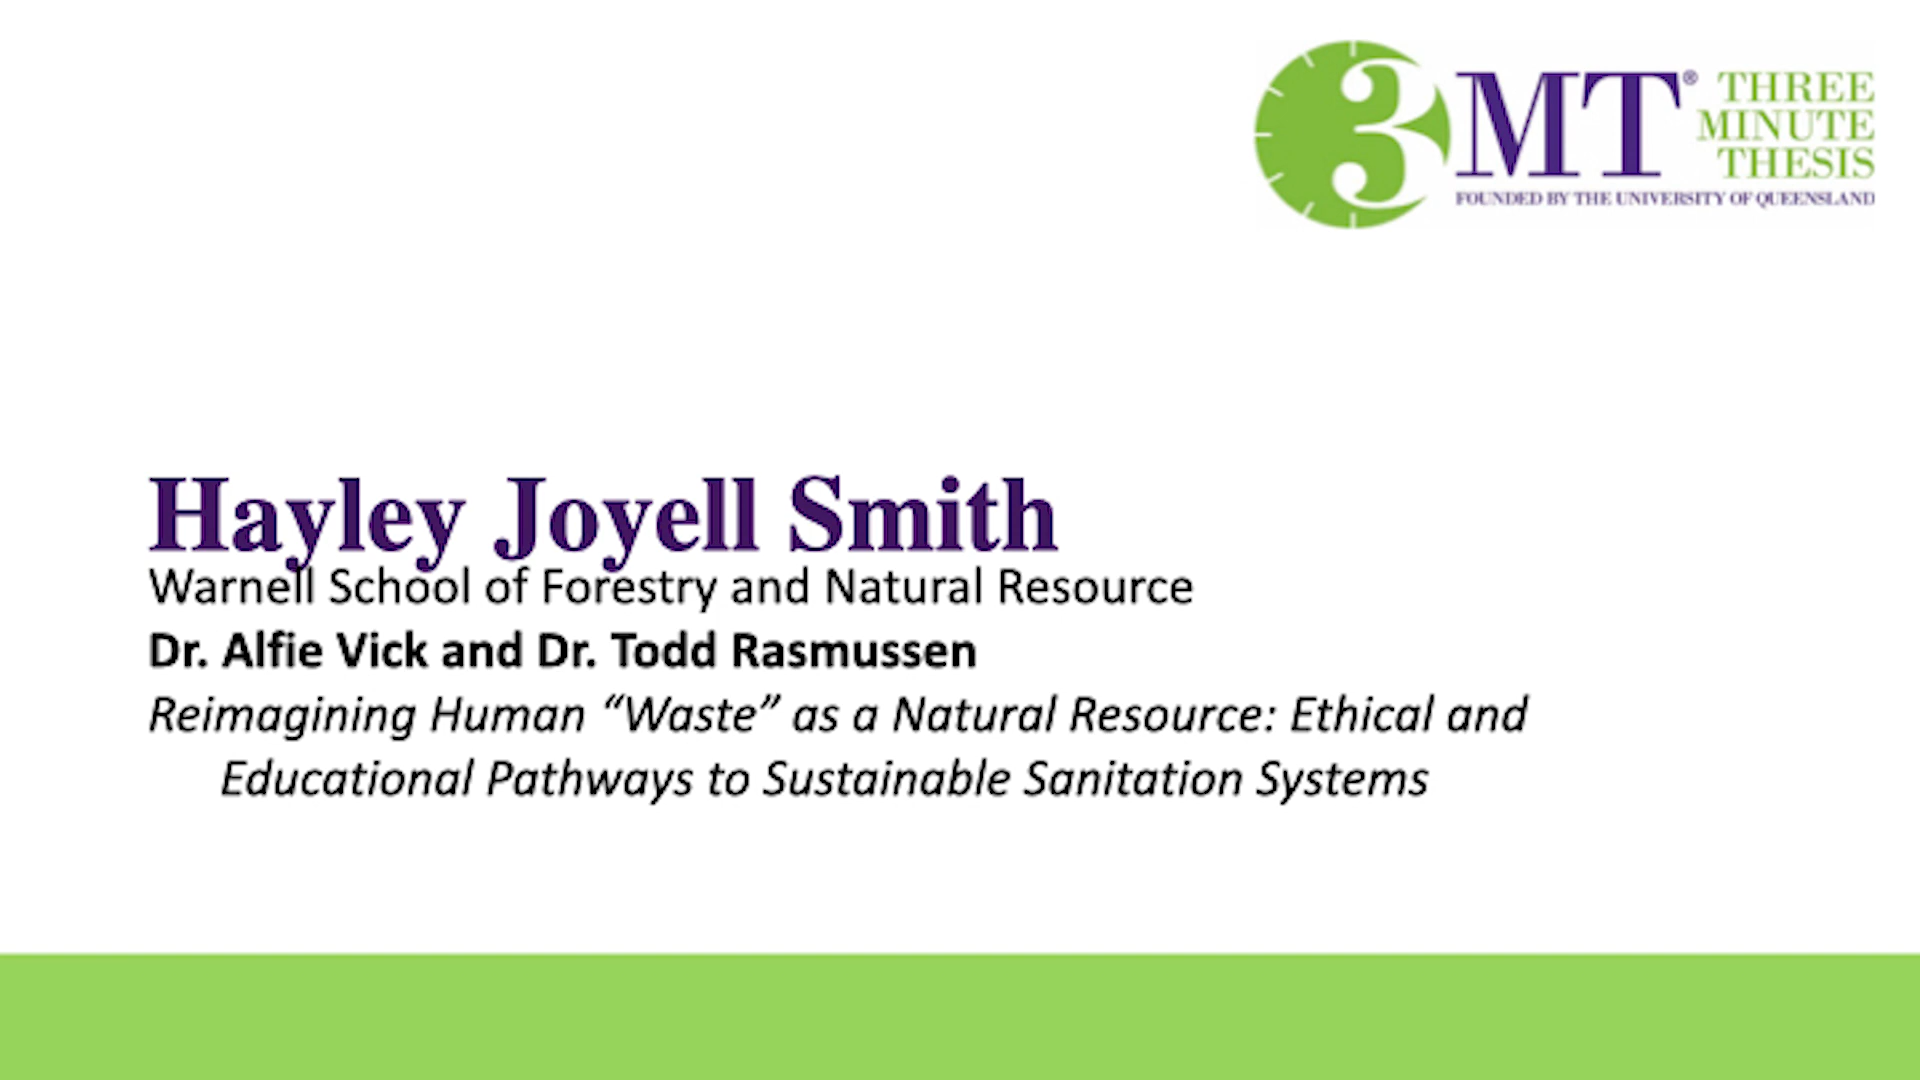 3MT® THREE
MINUTE
THESIS
FOUNDED BY THE UNIVERSITY OF QUEENSLAND
Hayley Joyell Smith
Warnell School of Forestry and Natural Resource
Dr. Alfie Vick and Dr. Todd Rasmussen
Reimagining Human “Waste” as a Natural Resource: Ethical and
Educational Pathways to Sustainable Sanitation Systems